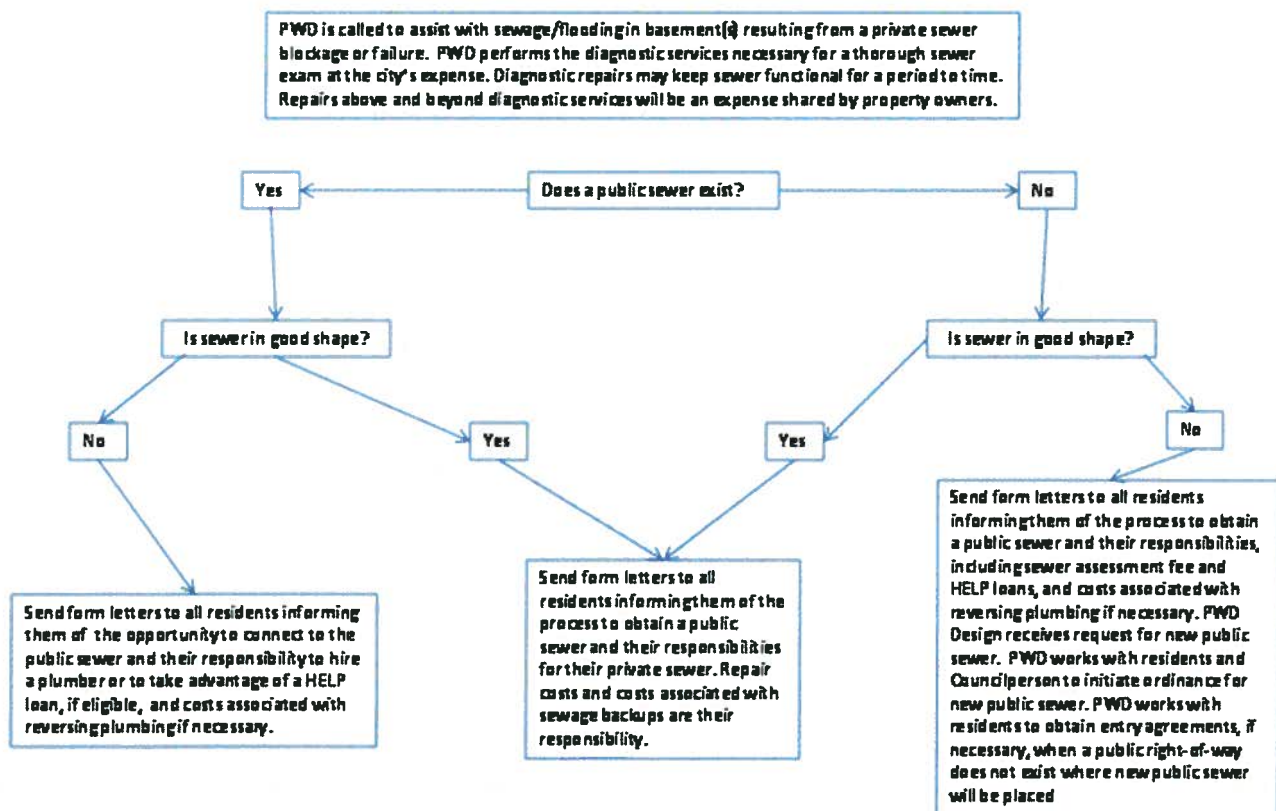 PWD is called to assist with sewage/flooding in basement(s) resulting from a private sewer
blockage or failure. PWD performs the diagnostic services necessary for a thorough sewer
exam at the city's expense. Diagnostic repairs may keep sewer functional for a period to time.
Repairs above and beyond diagnostic services will be an expense shared by property owners.
Yes
Does a public sewer exist?
No
Is sewer in good shape?
Is sewer in good shape?
No
Yes
Yes
No
Send form letters to all residents informing
them of the opportunity to connect to the
public sewer and their responsibility to hire
a plumber or to take advantage of a HELP
loan, if eligible, and costs associated with
reversing plumbing if necessary.
Send form letters to all
residents informing them of the
process to obtain a public
sewer and their responsibilities
for their private sewer. Repair
costs and costs associated with
sewage backups are their
responsibility.
Send form letters to all residents
informing them of the process to obtain
a public sewer and their responsibilities,
including sewer assessment fee and
HELP loans, and costs associated with
reversing plumbing if necessary. PWD
Design receives request for new public
sewer. PWD works with residents and
Councilperson to initiate ordinance for
new public sewer. PWD works with
residents to obtain entry agreements, if
necessary, when a public right-of-way
does not exist where new public sewer
will be placed